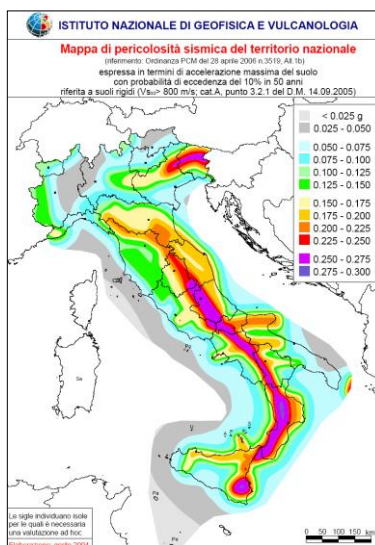 ISTITUTO NAZIONALE DI GEOFISICA E VULCANOLOGIA
Mappa di pericolosità sismica del territorio nazionale
(riferimento: Ordinanza PCM del 28 aprile 2006 n.3519, All.1b)
espressa in termini di accelerazione massima del suolo
con probabilità di eccedenza del 10% in 50 anni
riferita a suoli rigidi (Vs₃₀> 800 m/s; cat.A, punto 3.2.1 del D.M. 14.09.2005)
< 0.025 g
0.025 - 0.050
0.050 - 0.075
0.075 - 0.100
0.100 - 0.125
0.125 - 0.150
0.150 - 0.175
0.175 - 0.200
0.200 - 0.225
0.225 - 0.250
0.250 - 0.275
0.275 - 0.300
Sa
U
Pa
Pe
Le sigle individuano isole
per le quali è necessaria
una valutazione ad hoc
Elaborazione: aprile 2004
0 50 100 150 km